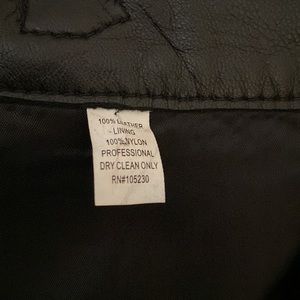 100% LEATHER
- LINING
100% NYLON
PROFESSIONAL
DRY CLEAN ONLY
RN#105230